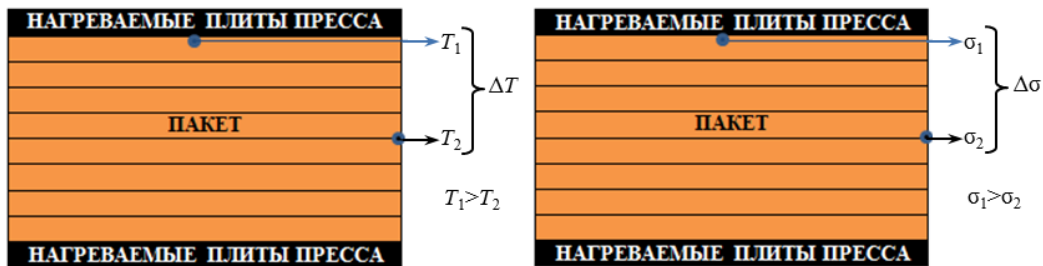 НАГРЕВАЕМЫЕ ПЛИТЫ ПРЕССА
T₁
ΔT
ПАКЕТ
T₂
T₁>T₂
НАГРЕВАЕМЫЕ ПЛИТЫ ПРЕССА
НАГРЕВАЕМЫЕ ПЛИТЫ ПРЕССА
σ₁
Δσ
ПАКЕТ
σ₂
σ₁>σ₂
НАГРЕВАЕМЫЕ ПЛИТЫ ПРЕССА